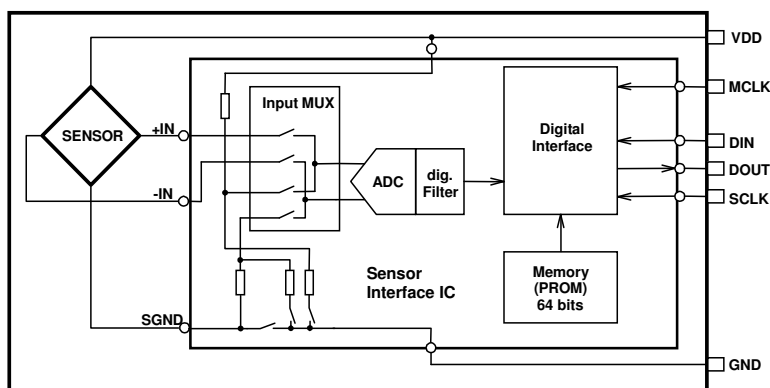 VDD
MCLK
Input MUX
SENSOR
+IN
Digital
Interface
DIN
DOUT
ADC
dig.
Filter
-IN
SCLK
Sensor
Interface IC
Memory
(PROM)
64 bits
SGND
GND